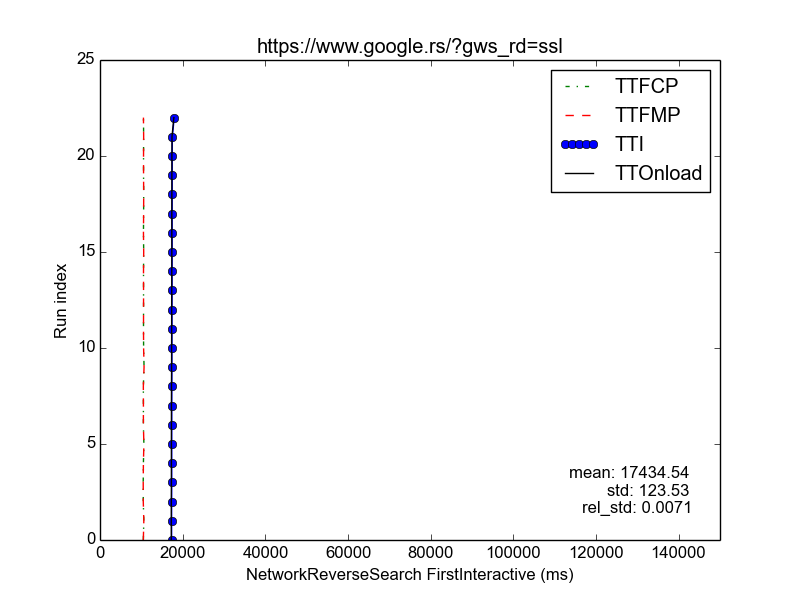 https://www.google.rs/?gws_rd=ssl
25
20
15
10
5
0
Run index
TTFCP
TTFMP
TTI
TTOnload
mean: 17434.54
std: 123.53
rel_std: 0.0071
0 20000 40000 60000 80000 100000 120000 140000
NetworkReverseSearch FirstInteractive (ms)